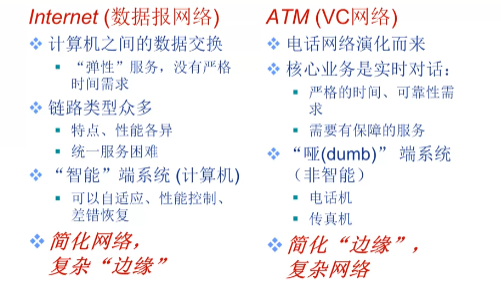 Internet (数据报网络)
计算机之间的数据交换
“弹性”服务，没有严格
时间需求
链路类型众多
特点、性能各异
统一服务困难
“智能”端系统 (计算机)
可以自适应、性能控制、
差错恢复
简化网络，
复杂“边缘”
ATM (VC网络)
电话网络演化而来
核心业务是实时对话：
严格的时间、可靠性需
求
需要有保障的服务
“哑(dumb)” 端系统
（非智能）
电话机
传真机
简化“边缘”，
复杂网络